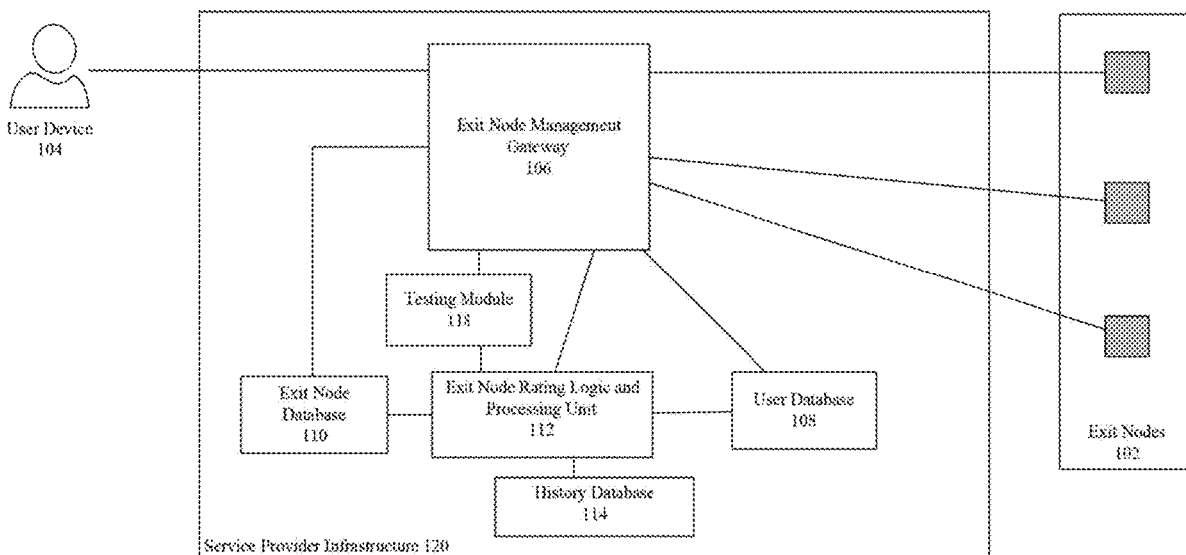 User Device
104
Exit Node Management
Gateway
106
Testing Module
118
Exit Node
Database
110
Exit Node Rating Logic and
Processing Unit
112
User Database
108
History Database
114
Exit Nodes
102
Service Provider Infrastructure 120